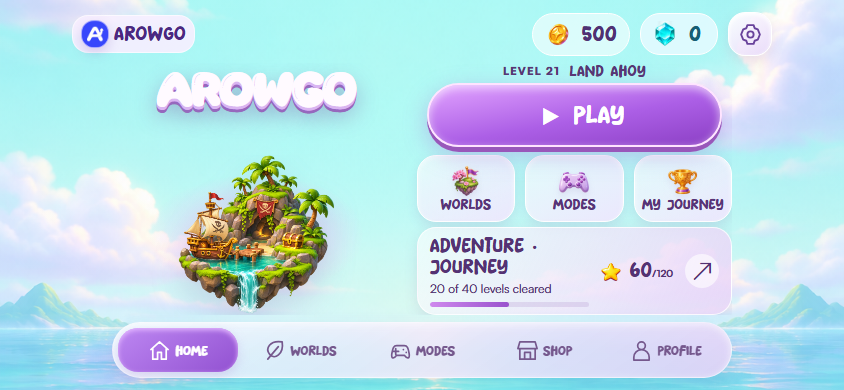 AROWGO
500
0
AROWGO
LEVEL 21 LAND AHOY
PLAY
WORLDS
MODES
MY JOURNEY
ADVENTURE ·
JOURNEY
60/120
20 of 40 levels cleared
HOME
WORLDS
MODES
SHOP
PROFILE